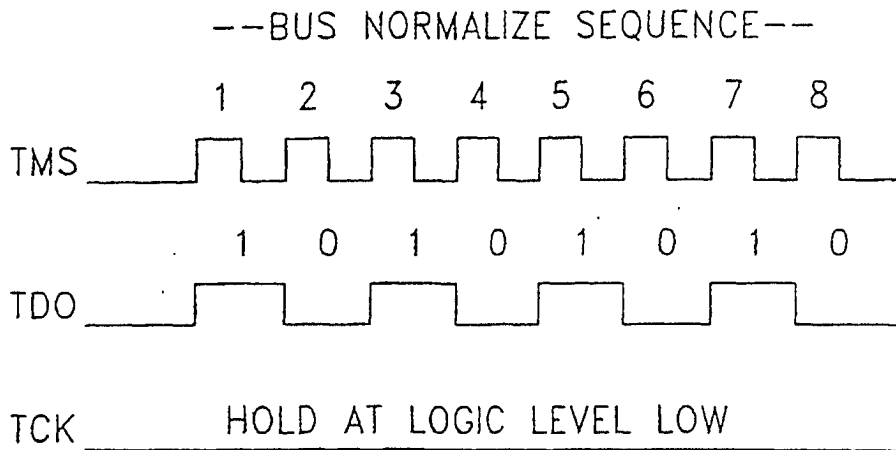 --BUS NORMALIZE SEQUENCE--
1 2 3 4 5 6 7 8
TMS
1 0 1 0 1 0 1 0
TDO
TCK HOLD AT LOGIC LEVEL LOW